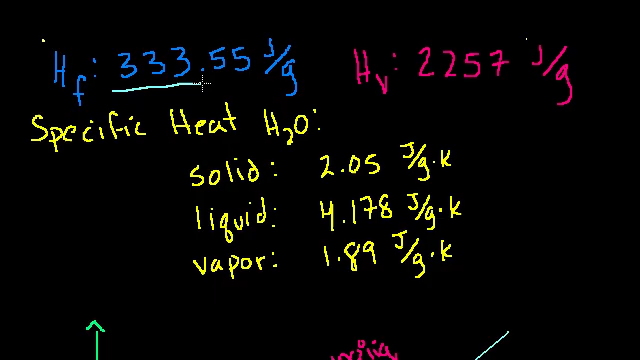 Hf: 333.55 J/g Hv: 2257 J/g
Specific Heat H₂O:
solid: 2.05 J/g·k
liquid: 4.178 J/g·k
vapor: 1.89 J/g·k